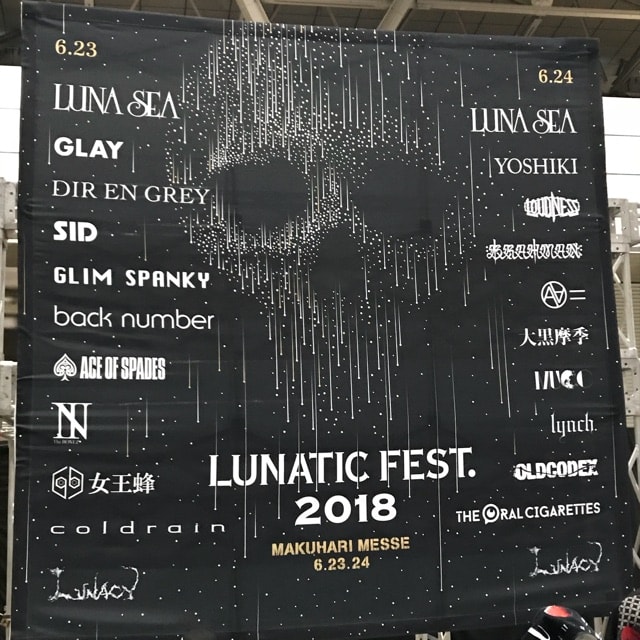 6.23
LUNA SEA
GLAY
DIR EN GREY
SID
GLIM SPANKY
back number
ACE OF SPADES
女王蜂
coldrain
LUNACY
6.24
LUNA SEA
YOSHIKI
LOUDNESS
BRAHMAN
大黒摩季
lynch.
OLDCODEX
THE ORAL CIGARETTES
LUNACY
LUNATIC FEST.
2018
MAKUHARI MESSE
6.23.24